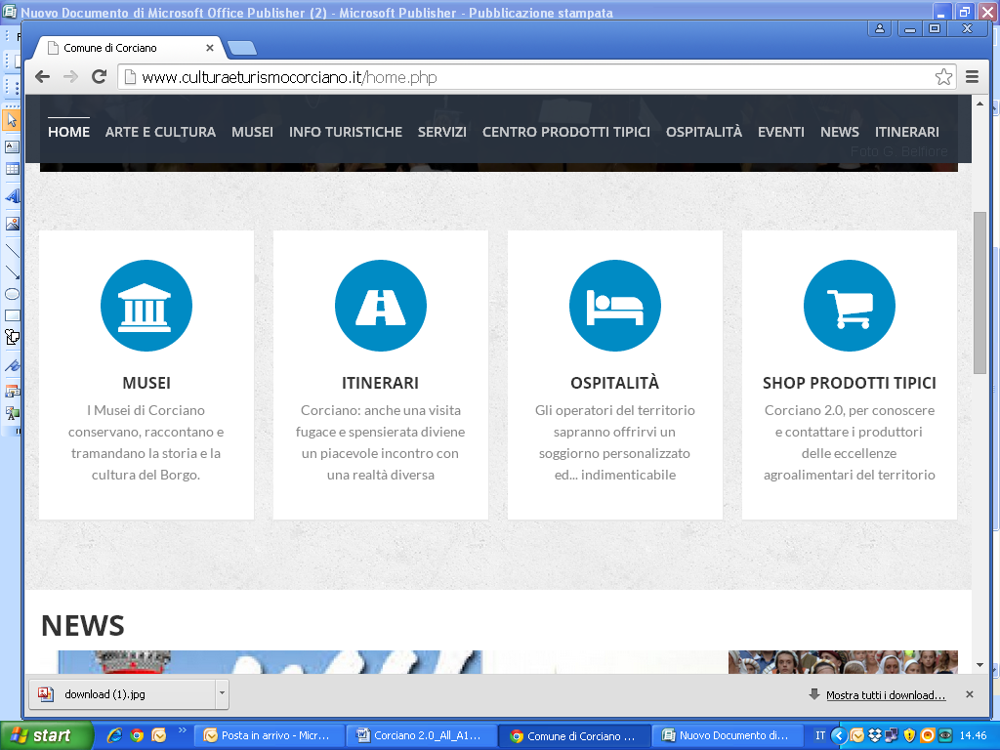 Nuovo Documento di Microsoft Office Publisher (2) - Microsoft Publisher - Pubblicazione stampata
Comune di Corciano
www.culturaeturismocorciano.it/home.php
HOME ARTE E CULTURA MUSEI INFO TURISTICHE SERVIZI CENTRO PRODOTTI TIPICI OSPITALITÀ EVENTI NEWS ITINERARI
Foto G. Belfiore
MUSEI
I Musei di Corciano
conservano, raccontano e
tramandano la storia e la
cultura del Borgo.
ITINERARI
Corciano: anche una visita
fugace e spensierata diviene
un piacevole incontro con
una realtà diversa
OSPITALITÀ
Gli operatori del territorio
sapranno offrirvi un
soggiorno personalizzato
ed... indimenticabile
SHOP PRODOTTI TIPICI
Corciano 2.0, per conoscere
e contattare i produttori
delle eccellenze
agroalimentari del territorio
NEWS
download (1).jpg
Mostra tutti i download...
start
Posta in arrivo - Micr...
Corciano 2.0_All_A1...
Comune di Corciano ...
Nuovo Documento di...
IT
14.46